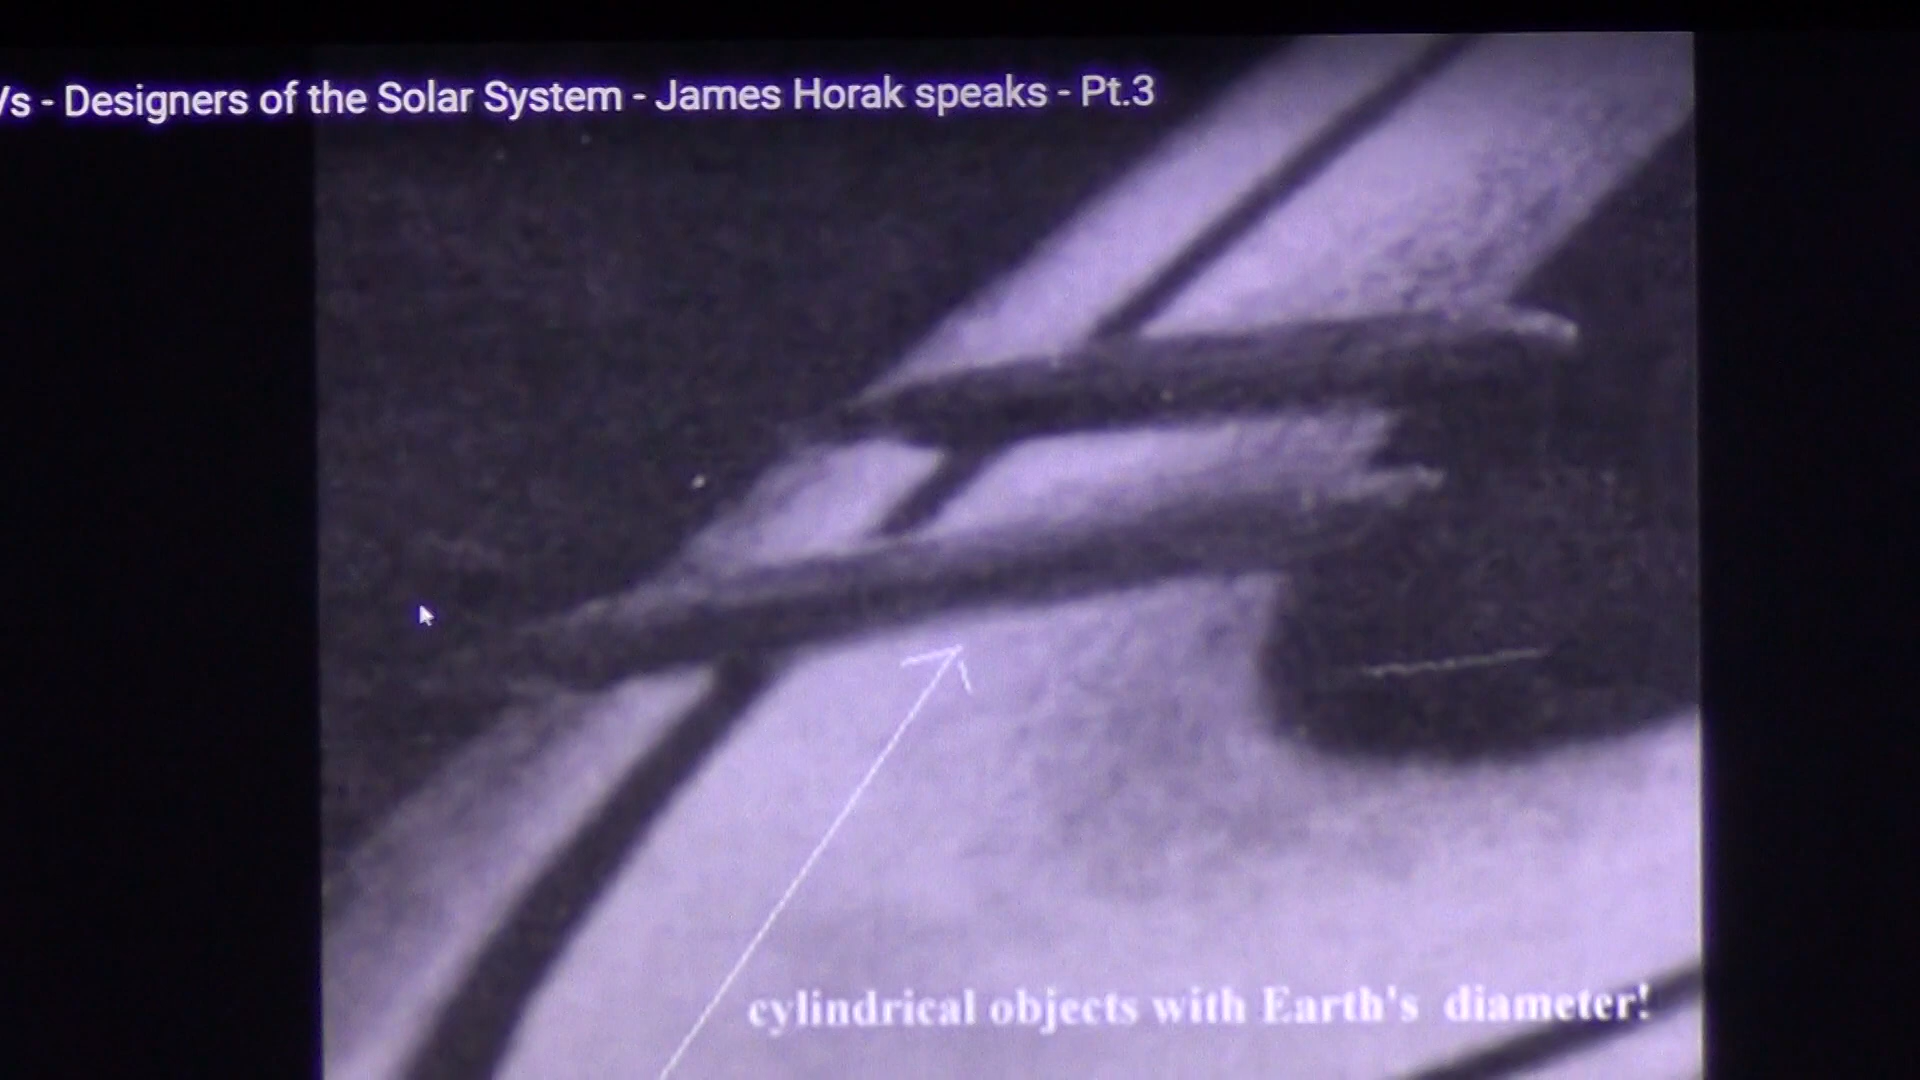 /s - Designers of the Solar System - James Horak speaks - Pt.3
cylindrical objects with Earth's diameter!